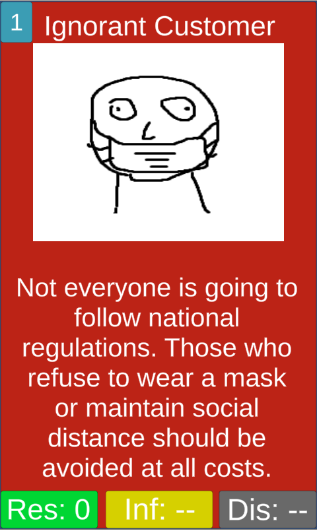 1
Ignorant Customer
Not everyone is going to
follow national
regulations. Those who
refuse to wear a mask
or maintain social
distance should be
avoided at all costs.
Res: 0
Inf: --
Dis: --